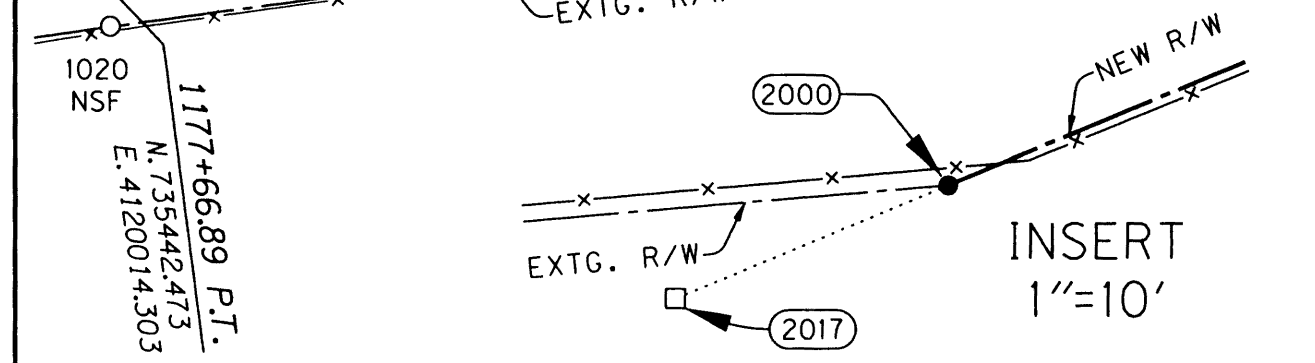 EXTG. R/W
1020
NSF
1177+66.89 P.T.
N. 735442.473
E. 4120014.303
2000
NEW R/W
EXTG. R/W
2017
INSERT
1"=10'